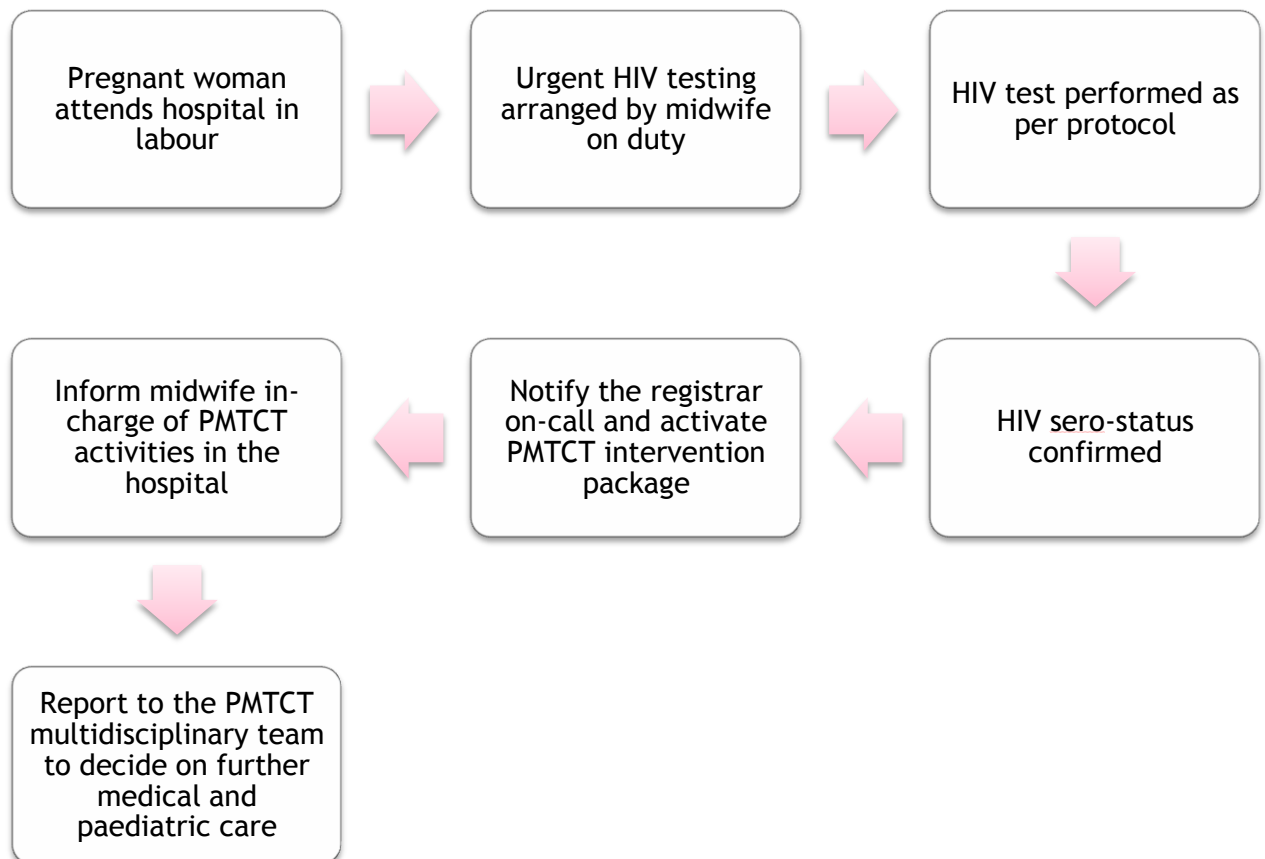 Pregnant woman
attends hospital in
labour
Urgent HIV testing
arranged by midwife
on duty
HIV test performed as
per protocol
HIV sero-status
confirmed
Notify the registrar
on-call and activate
PMTCT intervention
package
Inform midwife in-
charge of PMTCT
activities in the
hospital
Report to the PMTCT
multidisciplinary team
to decide on further
medical and
paediatric care